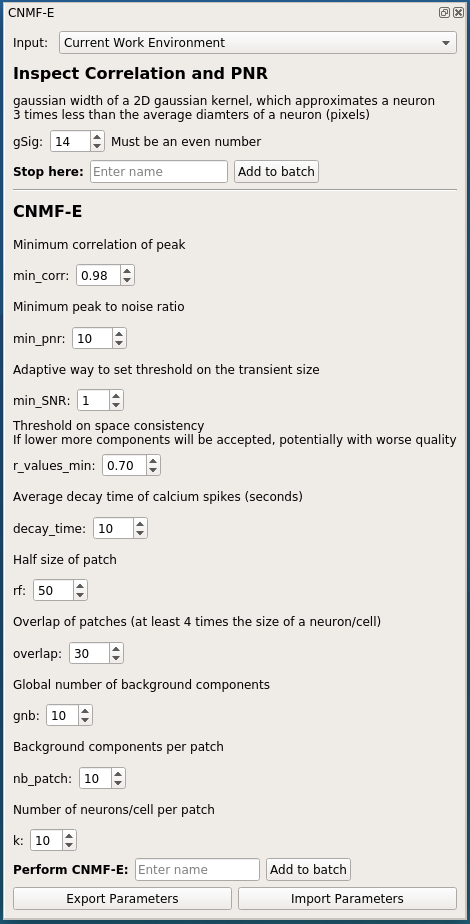 CNMF-E
Input: Current Work Environment
Inspect Correlation and PNR
gaussian width of a 2D gaussian kernel, which approximates a neuron
3 times less than the average diamters of a neuron (pixels)
gSig: 14 Must be an even number
Stop here: Enter name Add to batch
CNMF-E
Minimum correlation of peak
min_corr: 0.98
Minimum peak to noise ratio
min_pnr: 10
Adaptive way to set threshold on the transient size
min_SNR: 1
Threshold on space consistency
If lower more components will be accepted, potentially with worse quality
r_values_min: 0.70
Average decay time of calcium spikes (seconds)
decay_time: 10
Half size of patch
rf: 50
Overlap of patches (at least 4 times the size of a neuron/cell)
overlap: 30
Global number of background components
gnb: 10
Background components per patch
nb_patch: 10
Number of neurons/cell per patch
k: 10
Perform CNMF-E: Enter name Add to batch
Export Parameters Import Parameters